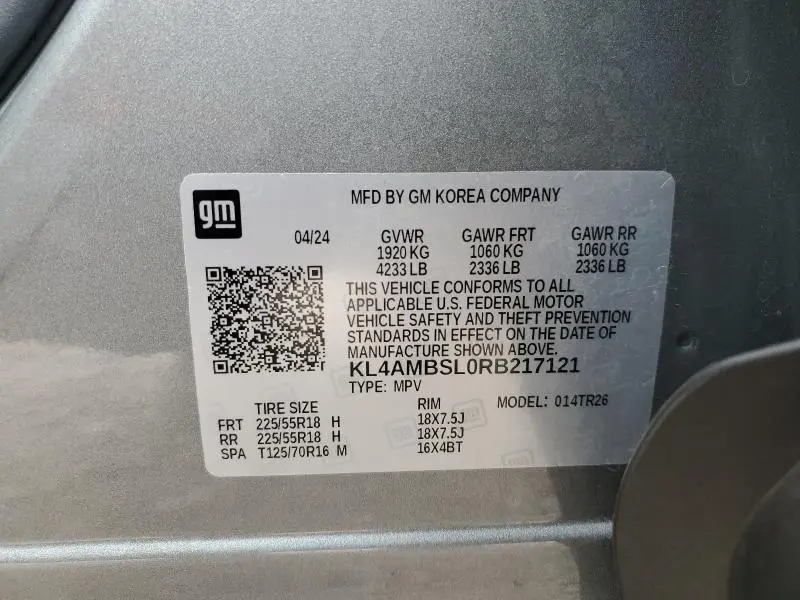 gm
MFD BY GM KOREA COMPANY
04/24 GVWR GAWR FRT GAWR RR
1920 KG 1060 KG 1060 KG
4233 LB 2336 LB 2336 LB
THIS VEHICLE CONFORMS TO ALL
APPLICABLE U.S. FEDERAL MOTOR
VEHICLE SAFETY AND THEFT PREVENTION
STANDARDS IN EFFECT ON THE DATE OF
MANUFACTURE SHOWN ABOVE.
KL4AMBSL0RB217121
TYPE: MPV
TIRE SIZE RIM MODEL: 014TR26
FRT 225/55R18 H 18X7.5J
RR 225/55R18 H 18X7.5J
SPA T125/70R16 M 16X4BT